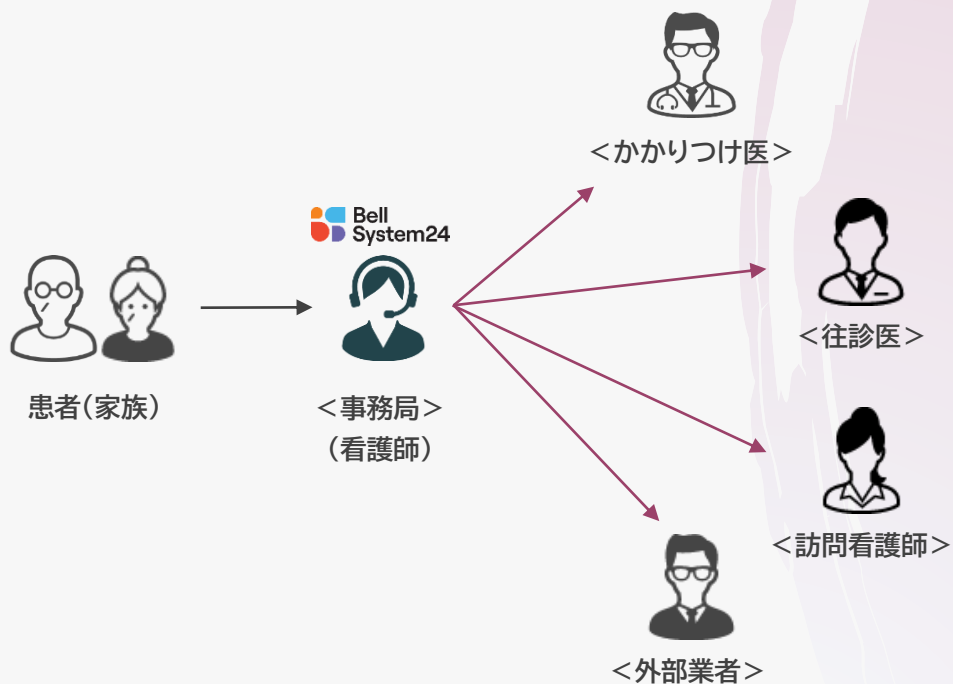 ＜かかりつけ医＞
Bell
System24
＜往診医＞
患者（家族）
＜事務局＞
（看護師）
＜訪問看護師＞
＜外部業者＞